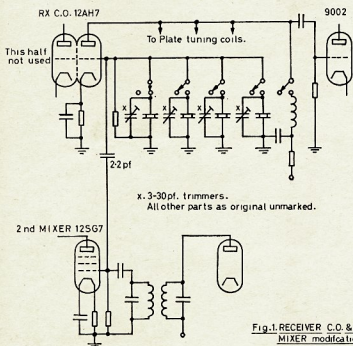 RX C.O. 12AH7
9002
To Plate tuning coils.
This half
not used
x
x
x
x
2·2pf
x. 3-30pf. trimmers.
All other parts as original unmarked.
2nd MIXER 12SG7
Fig.1. RECEIVER C.O. &
MIXER modifcation